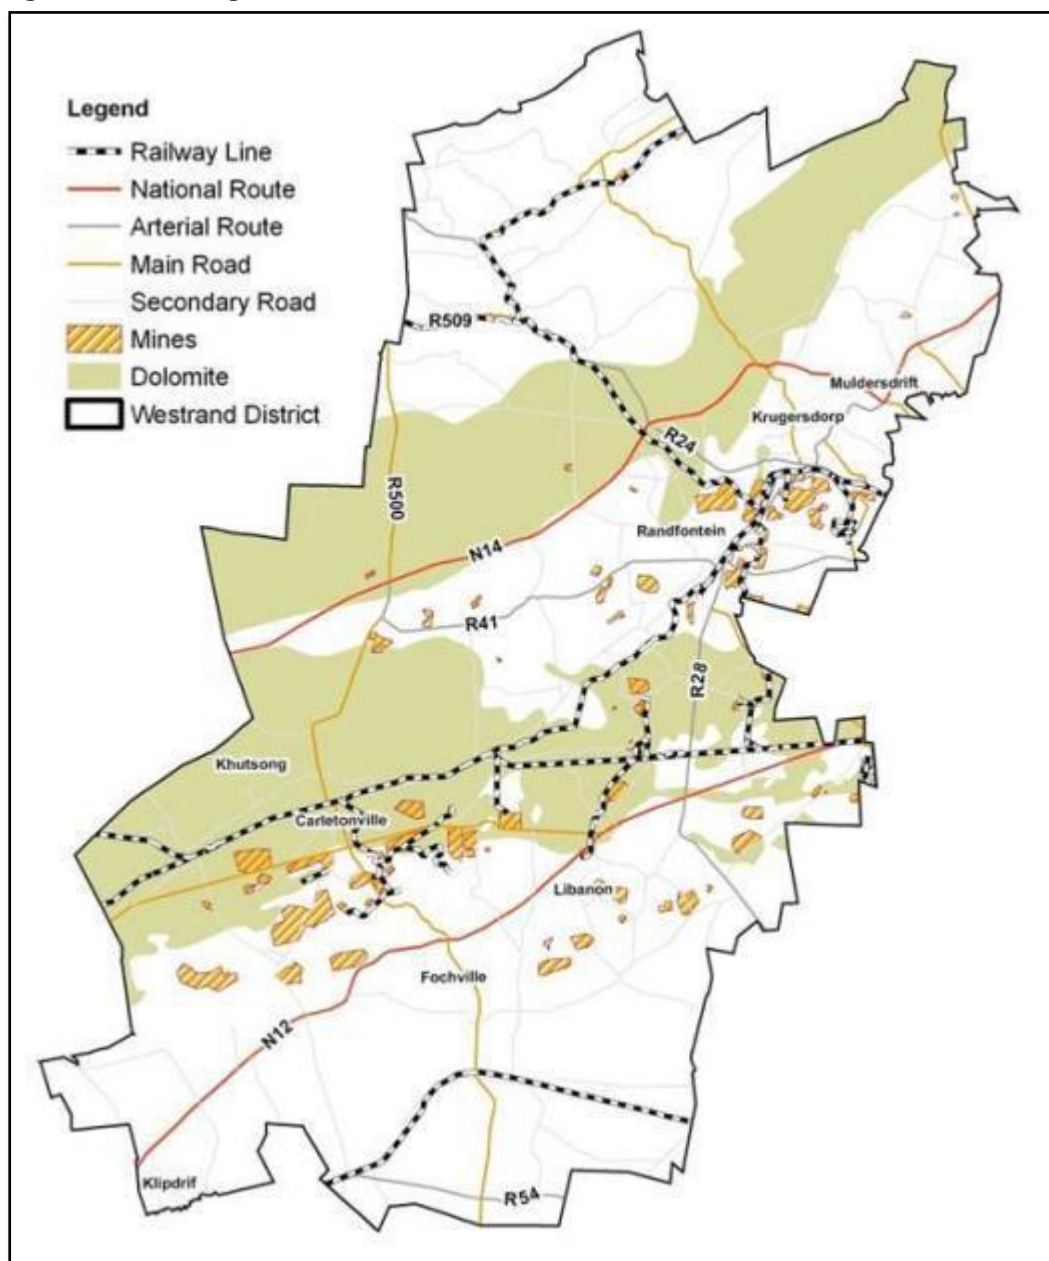 Legend
Railway Line
National Route
Arterial Route
Main Road
Secondary Road
Mines
Dolomite
Westrand District
R509
Muldersdrift
Krugersdorp
R24
R500
Randfontein
N14
R41
R28
Khutsong
Carletonville
Libanon
Fochville
N12
Klipdrif
R54